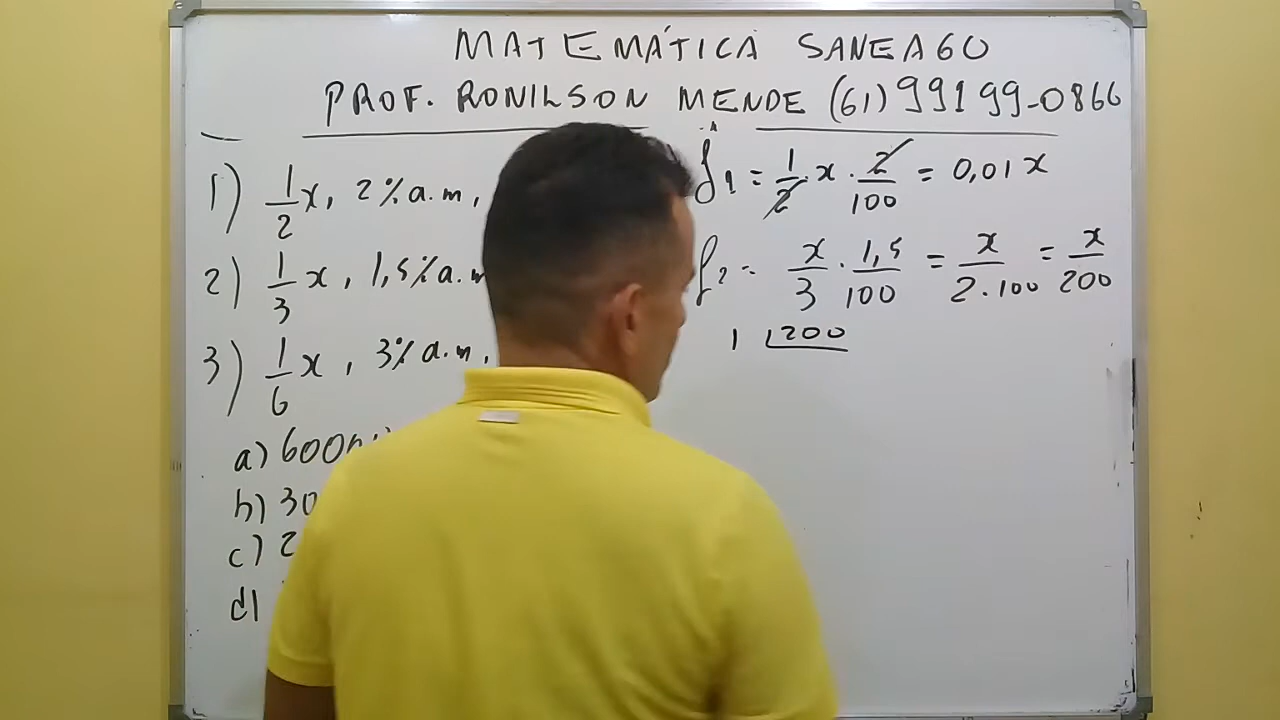 MATEMÁTICA SANEAGO
PROF. RONILSON MENDE (61) 99199-0866
1) 1/2 x, 2% a.m,
2) 1/3 x, 1,5% a.m
3) 1/6 x, 3% a.m,
a) 600
b) 30
c) 2
d)
J1 = 1/2 . x . 2/100 = 0,01x
J2 = x/3 . 1,5/100 = x/2.100 = x/200
1 200